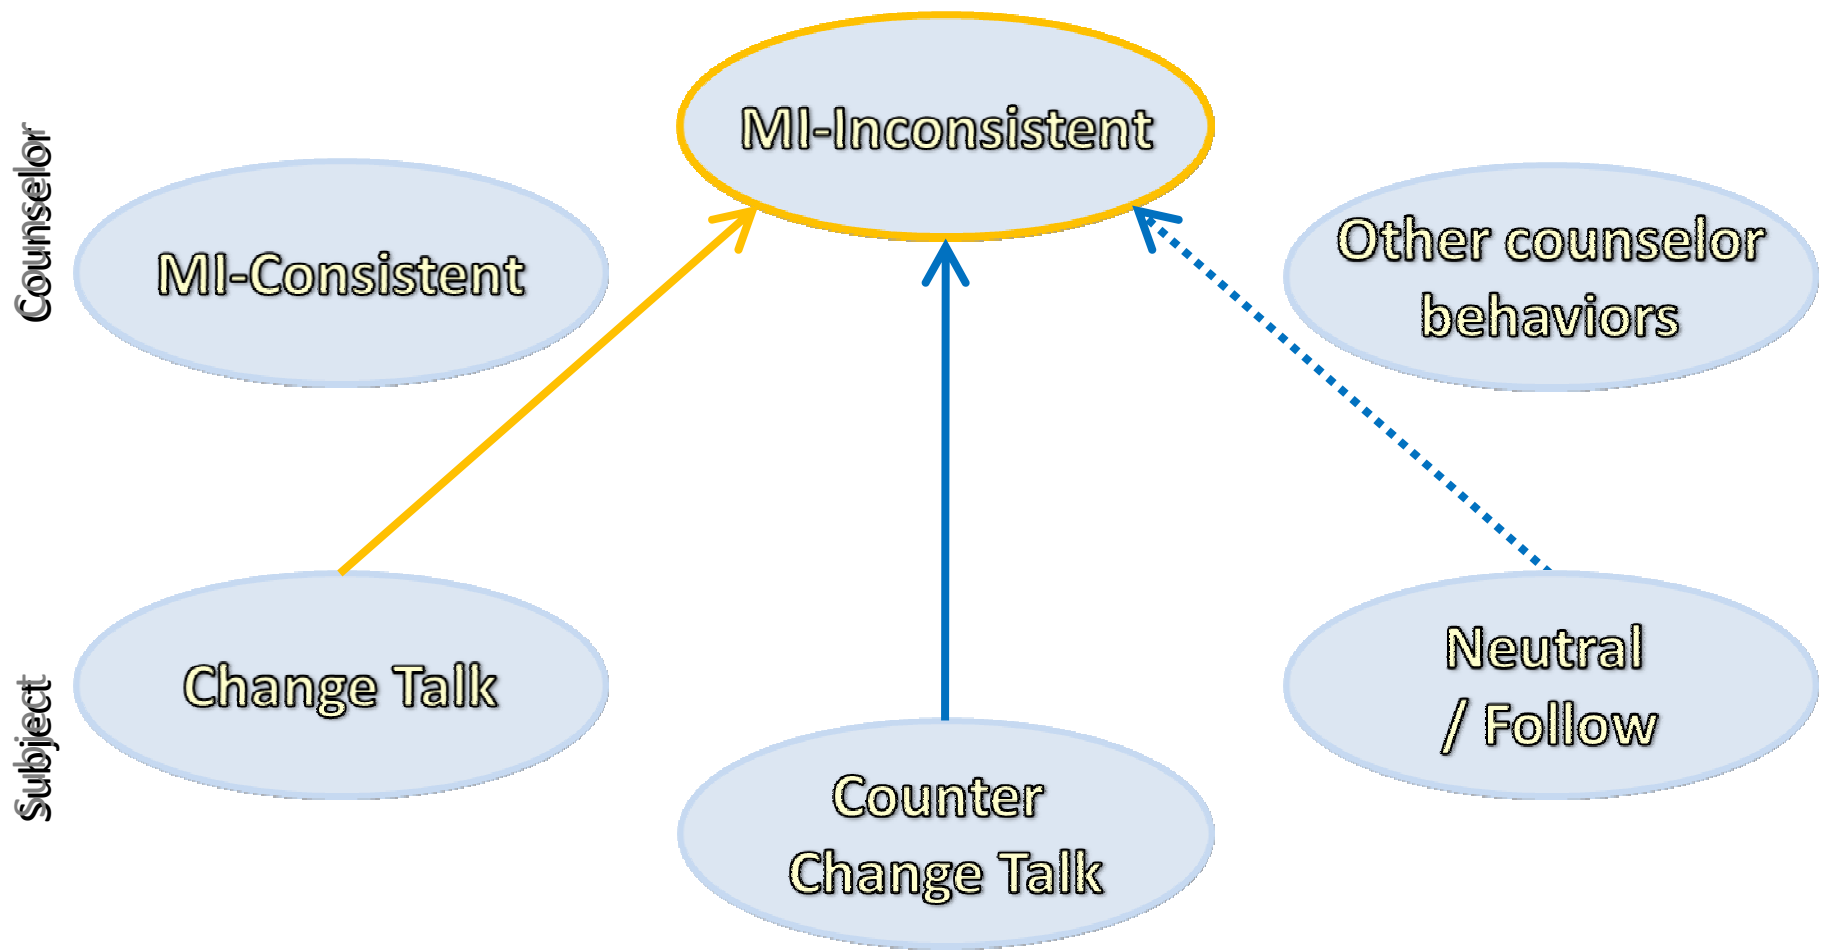 Counselor
MI-Inconsistent
MI-Consistent
Other counselor
behaviors
Subject
Change Talk
Counter
Change Talk
Neutral
/ Follow